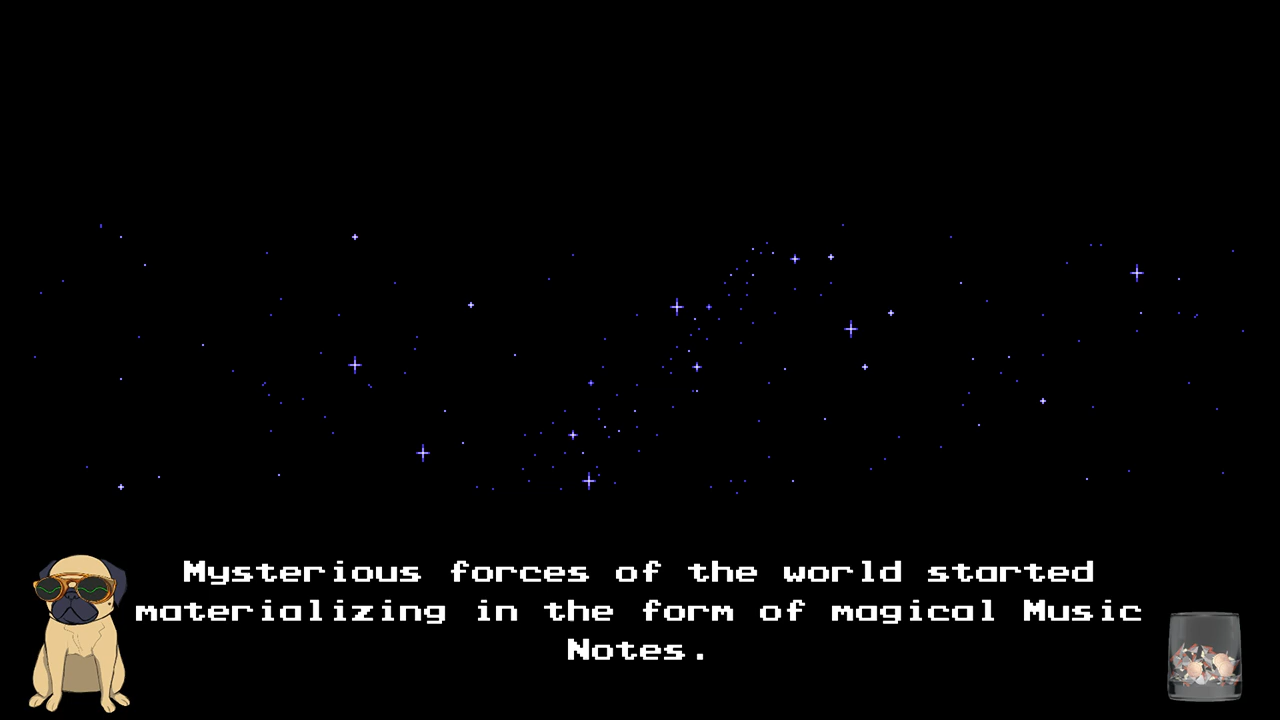 Mysterious forces of the world started
materializing in the form of magical Music
Notes.